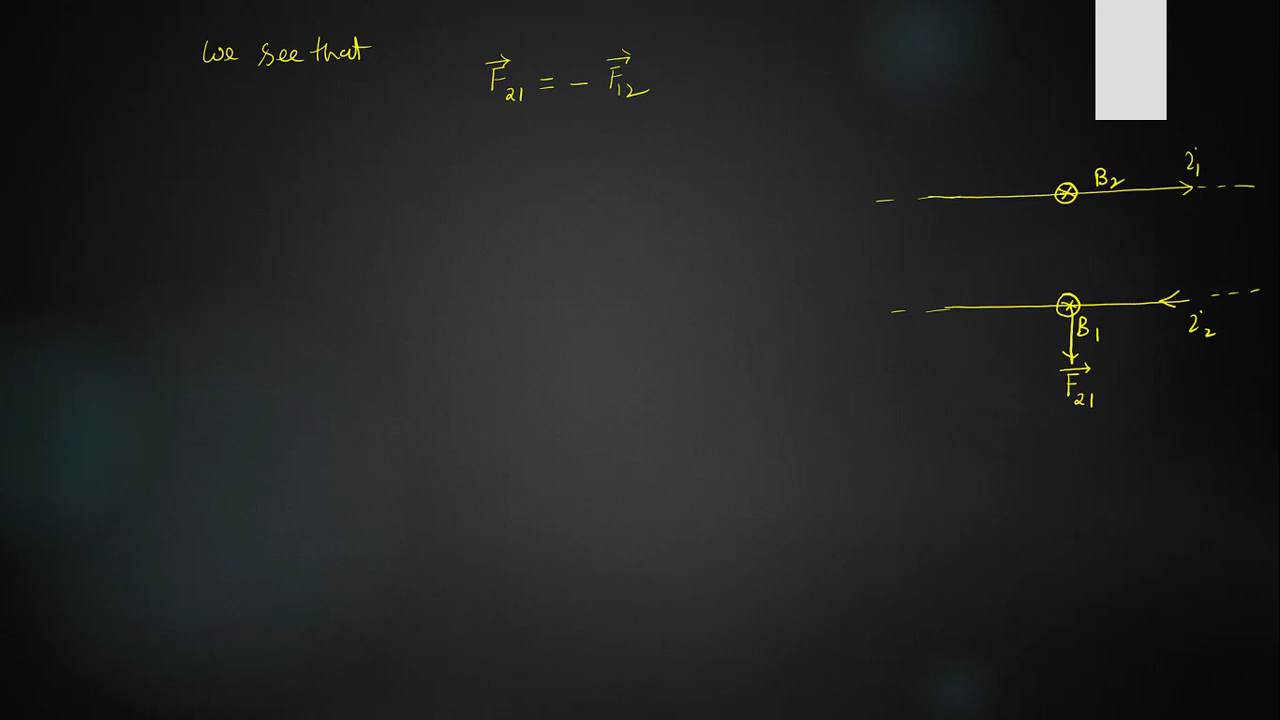 we see that
F⃗₂₁ = − F⃗₁₂
B₂
i₁
B₁
i₂
F⃗₂₁